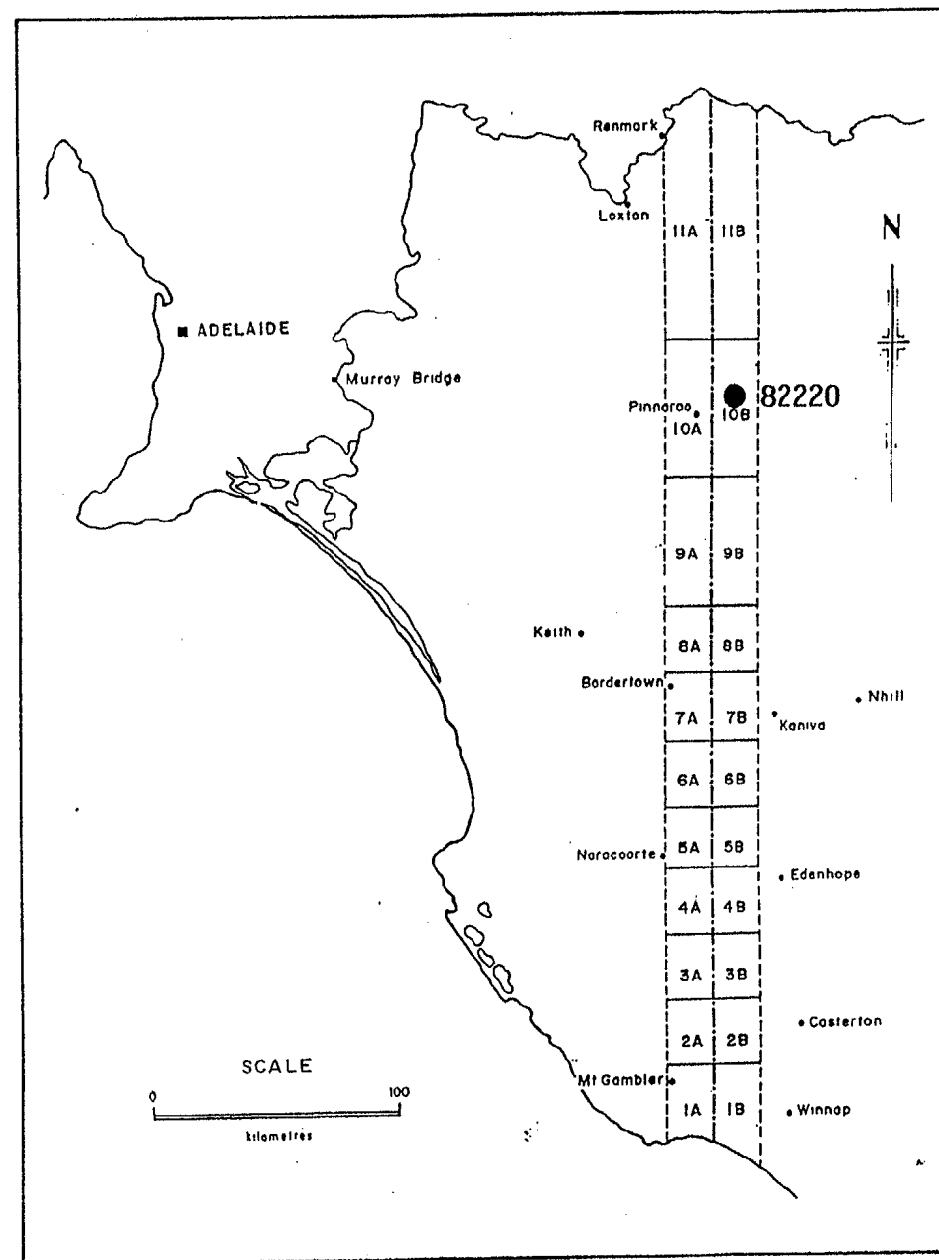 Renmark
Loxton
11A 11B
N
ADELAIDE
Murray Bridge
82220
Pinnaroo
10A 10B
9A 9B
Keith
8A 8B
Bordertown
Nhill
7A 7B
Kaniva
6A 6B
Naracoorte
5A 5B
Edenhope
4A 4B
3A 3B
Casterton
2A 2B
SCALE
Mt Gambier
0 100
1A 1B
Winnap
kilometres